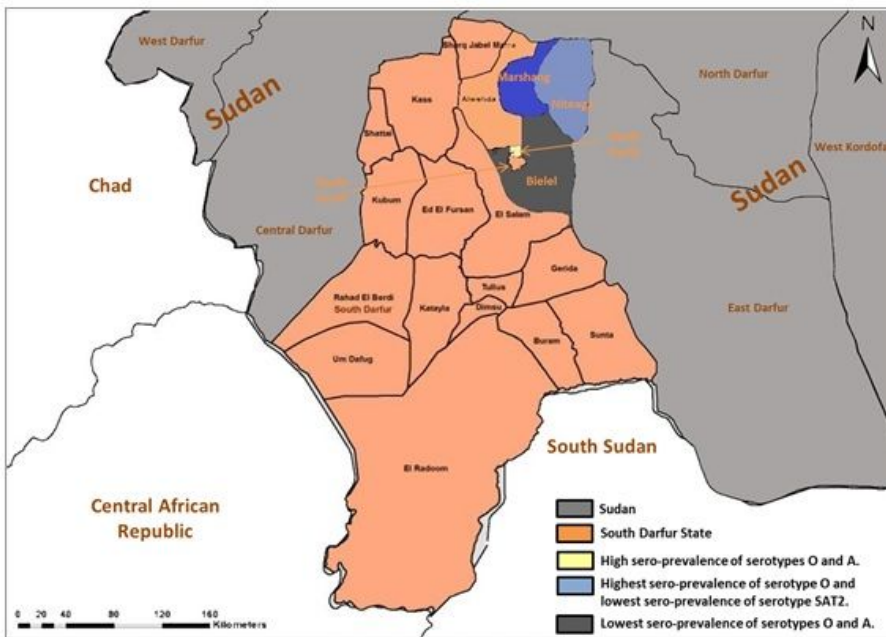 N
West Darfur
Sudan
Sharq Jabel Marra
North Darfur
Marshang
Kass
Niteaga
Shattai
West Kordofa
Chad
Sudan
Bielel
Kubum
Ed El Fursan
El Salam
Central Darfur
Gerida
Tullus
Rahad El Berdi
South Darfur
Katayla
Dimsu
East Darfur
Buram
Sunta
Um Dafug
South Sudan
El Radoom
Central African
Republic
Sudan
South Darfur State
High sero-prevalence of serotypes O and A.
Highest sero-prevalence of serotype O and
lowest sero-prevalence of serotype SAT2.
Lowest sero-prevalence of serotypes O and A.
0 20 40 80 120 160
Kilometers